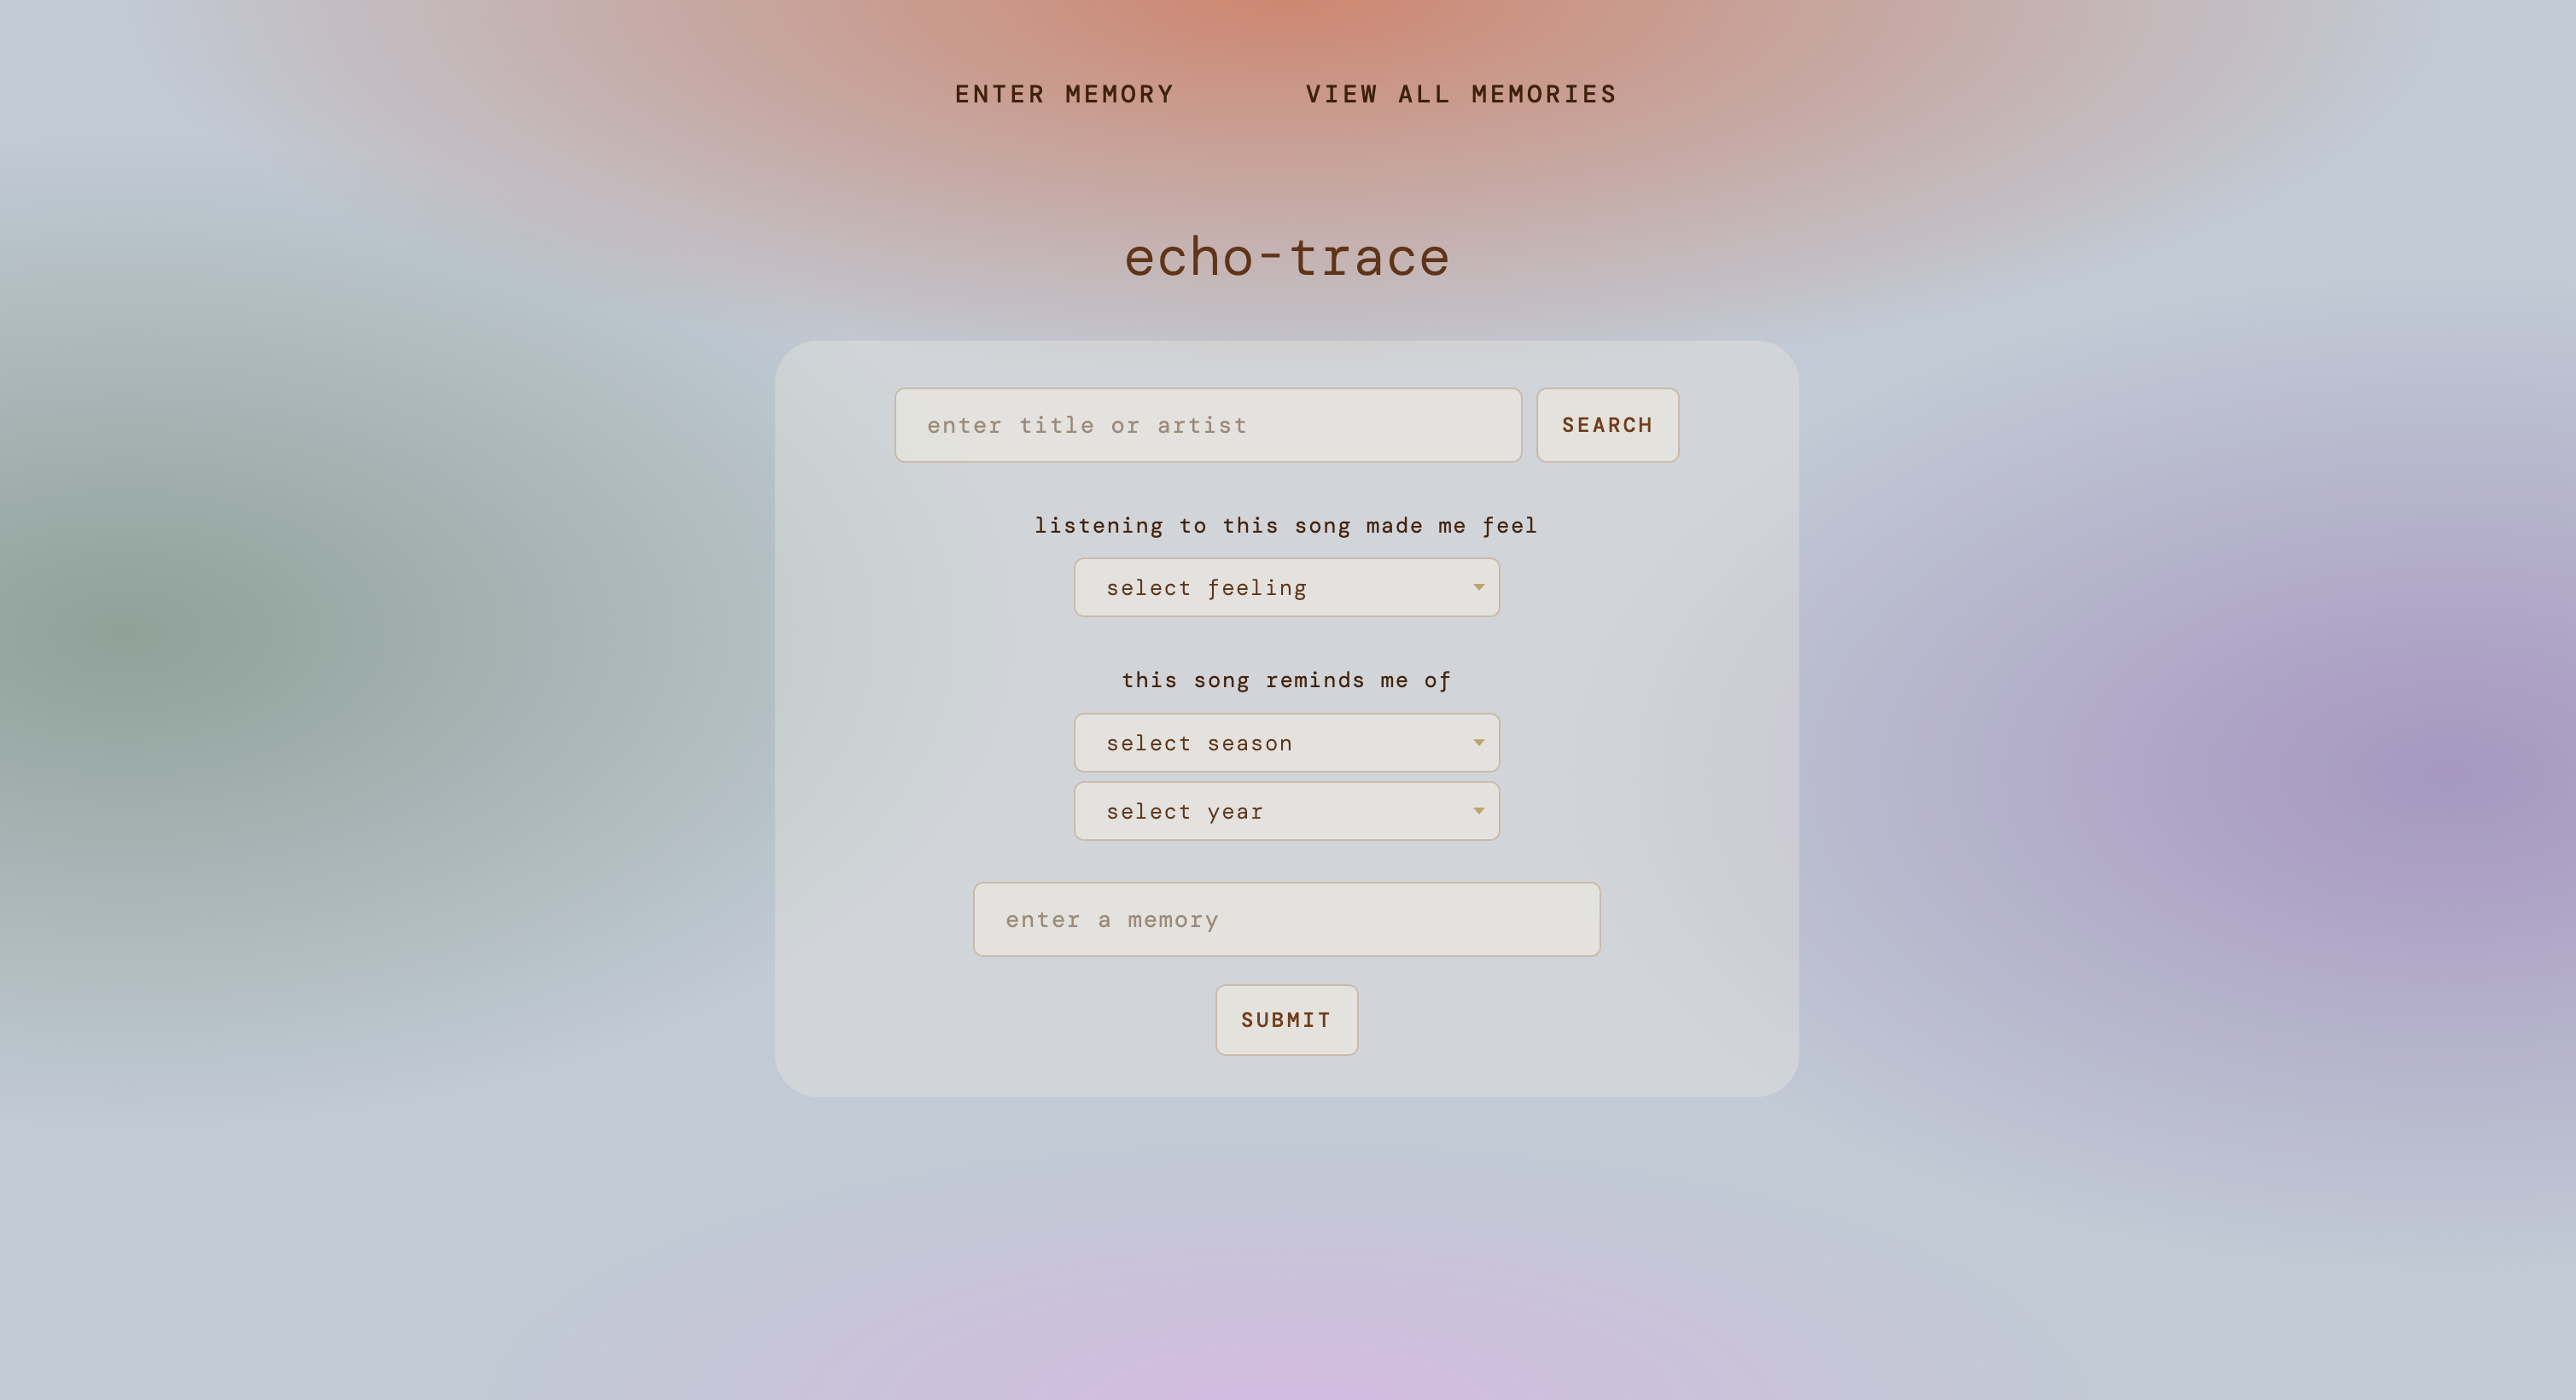 ENTER MEMORY VIEW ALL MEMORIES
echo-trace
enter title or artist SEARCH
listening to this song made me feel
select feeling
this song reminds me of
select season
select year
enter a memory
SUBMIT